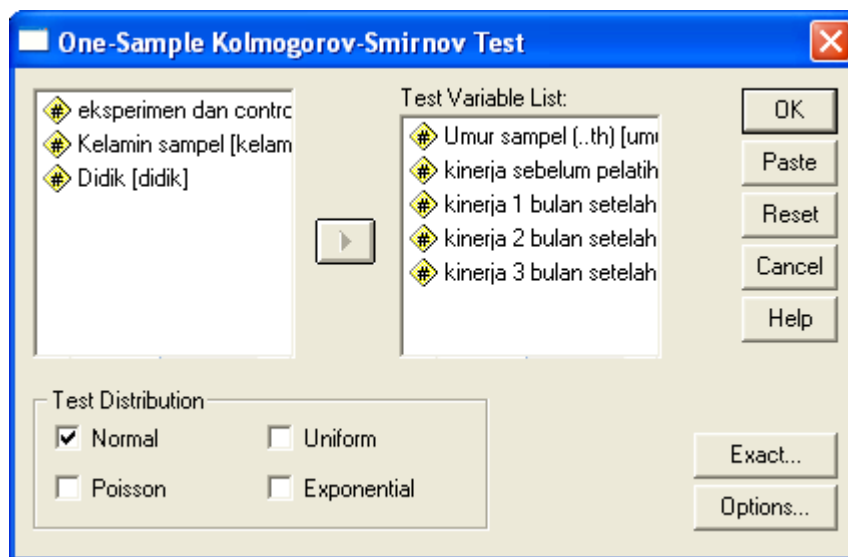 One-Sample Kolmogorov-Smirnov Test
eksperimen dan contro
Kelamin sampel [kelam
Didik [didik]
Test Variable List:
Umur sampel (..th) [umu
kinerja sebelum pelatih
kinerja 1 bulan setelah
kinerja 2 bulan setelah
kinerja 3 bulan setelah
OK
Paste
Reset
Cancel
Help
Test Distribution
Normal
Uniform
Poisson
Exponential
Exact...
Options...